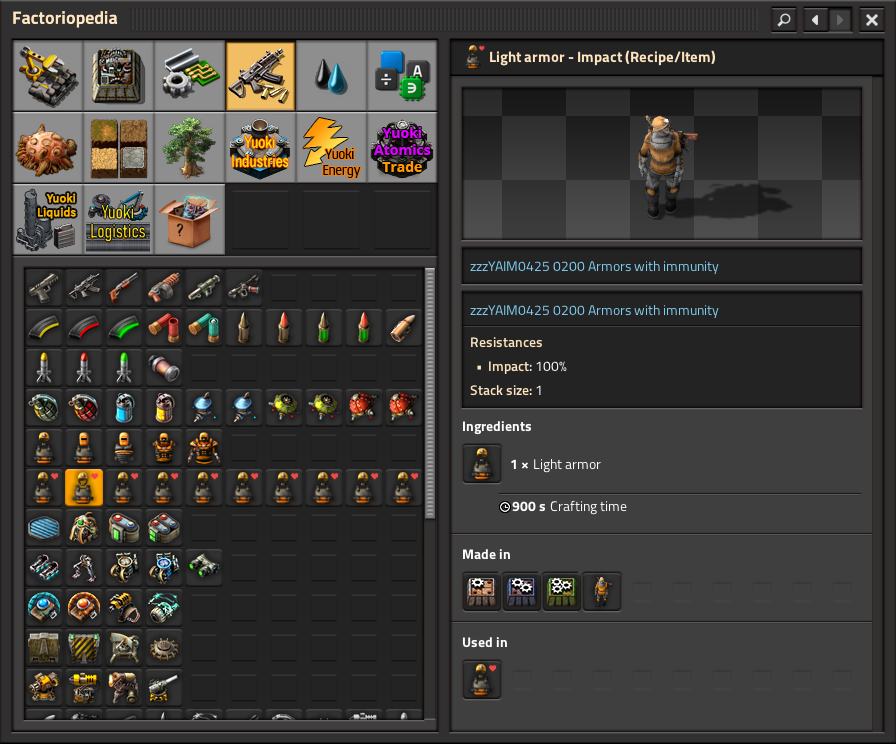 Factoriopedia
A
Yuoki
Industries
Yuoki
Energy
Yuoki
Atomics
Trade
Yuoki
Liquids
Yuoki
Logistics
?
Light armor - Impact (Recipe/Item)
zzzYAIM0425 0200 Armors with immunity
zzzYAIM0425 0200 Armors with immunity
Resistances
▪ Impact: 100%
Stack size: 1
Ingredients
1 × Light armor
900 s Crafting time
Made in
Used in